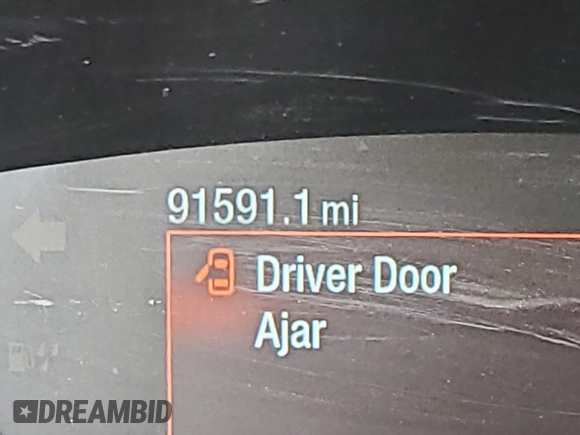 91591.1 mi
Driver Door
Ajar
DREAMBID